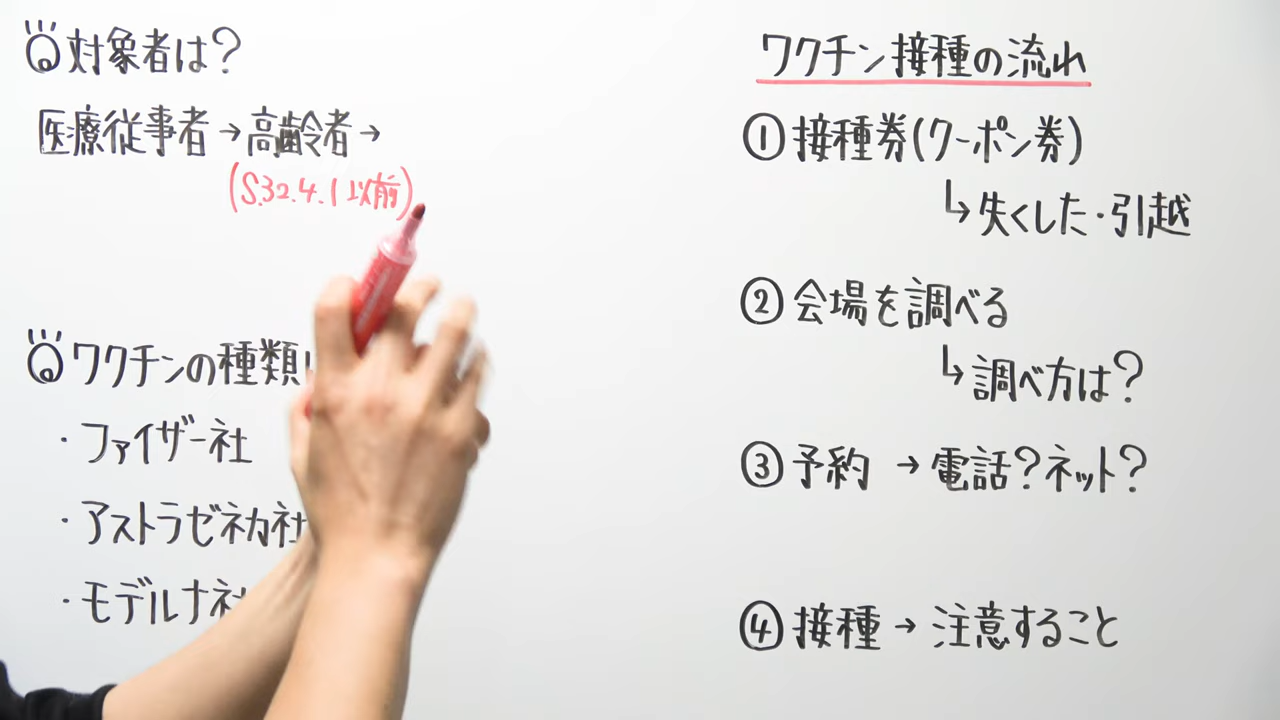 対象者は?
医療従事者→高齢者→
(S.32.4.1以前)
ワクチンの種類
・ファイザー社
・アストラゼネカ社
・モデルナ社
ワクチン接種の流れ
①接種券(クーポン券)
↳失くした・引越
②会場を調べる
↳調べ方は?
③予約 →電話?ネット?
④接種→注意すること